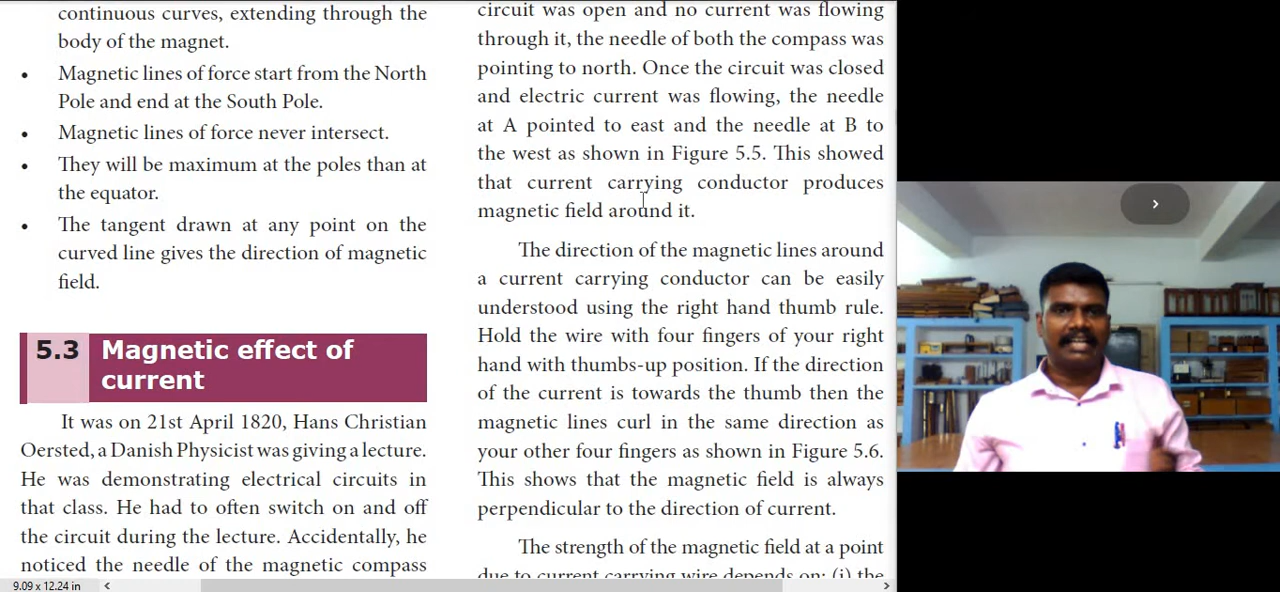 continuous curves, extending through the
body of the magnet.
• Magnetic lines of force start from the North
Pole and end at the South Pole.
• Magnetic lines of force never intersect.
• They will be maximum at the poles than at
the equator.
• The tangent drawn at any point on the
curved line gives the direction of magnetic
field.
5.3 Magnetic effect of
current
It was on 21st April 1820, Hans Christian
Oersted, a Danish Physicist was giving a lecture.
He was demonstrating electrical circuits in
that class. He had to often switch on and off
the circuit during the lecture. Accidentally, he
noticed the needle of the magnetic compass
circuit was open and no current was flowing
through it, the needle of both the compass was
pointing to north. Once the circuit was closed
and electric current was flowing, the needle
at A pointed to east and the needle at B to
the west as shown in Figure 5.5. This showed
that current carrying conductor produces
magnetic field around it.
The direction of the magnetic lines around
a current carrying conductor can be easily
understood using the right hand thumb rule.
Hold the wire with four fingers of your right
hand with thumbs-up position. If the direction
of the current is towards the thumb then the
magnetic lines curl in the same direction as
your other four fingers as shown in Figure 5.6.
This shows that the magnetic field is always
perpendicular to the direction of current.
The strength of the magnetic field at a point
due to current carrying wire depends on: (i) the
9.09 x 12.24 in